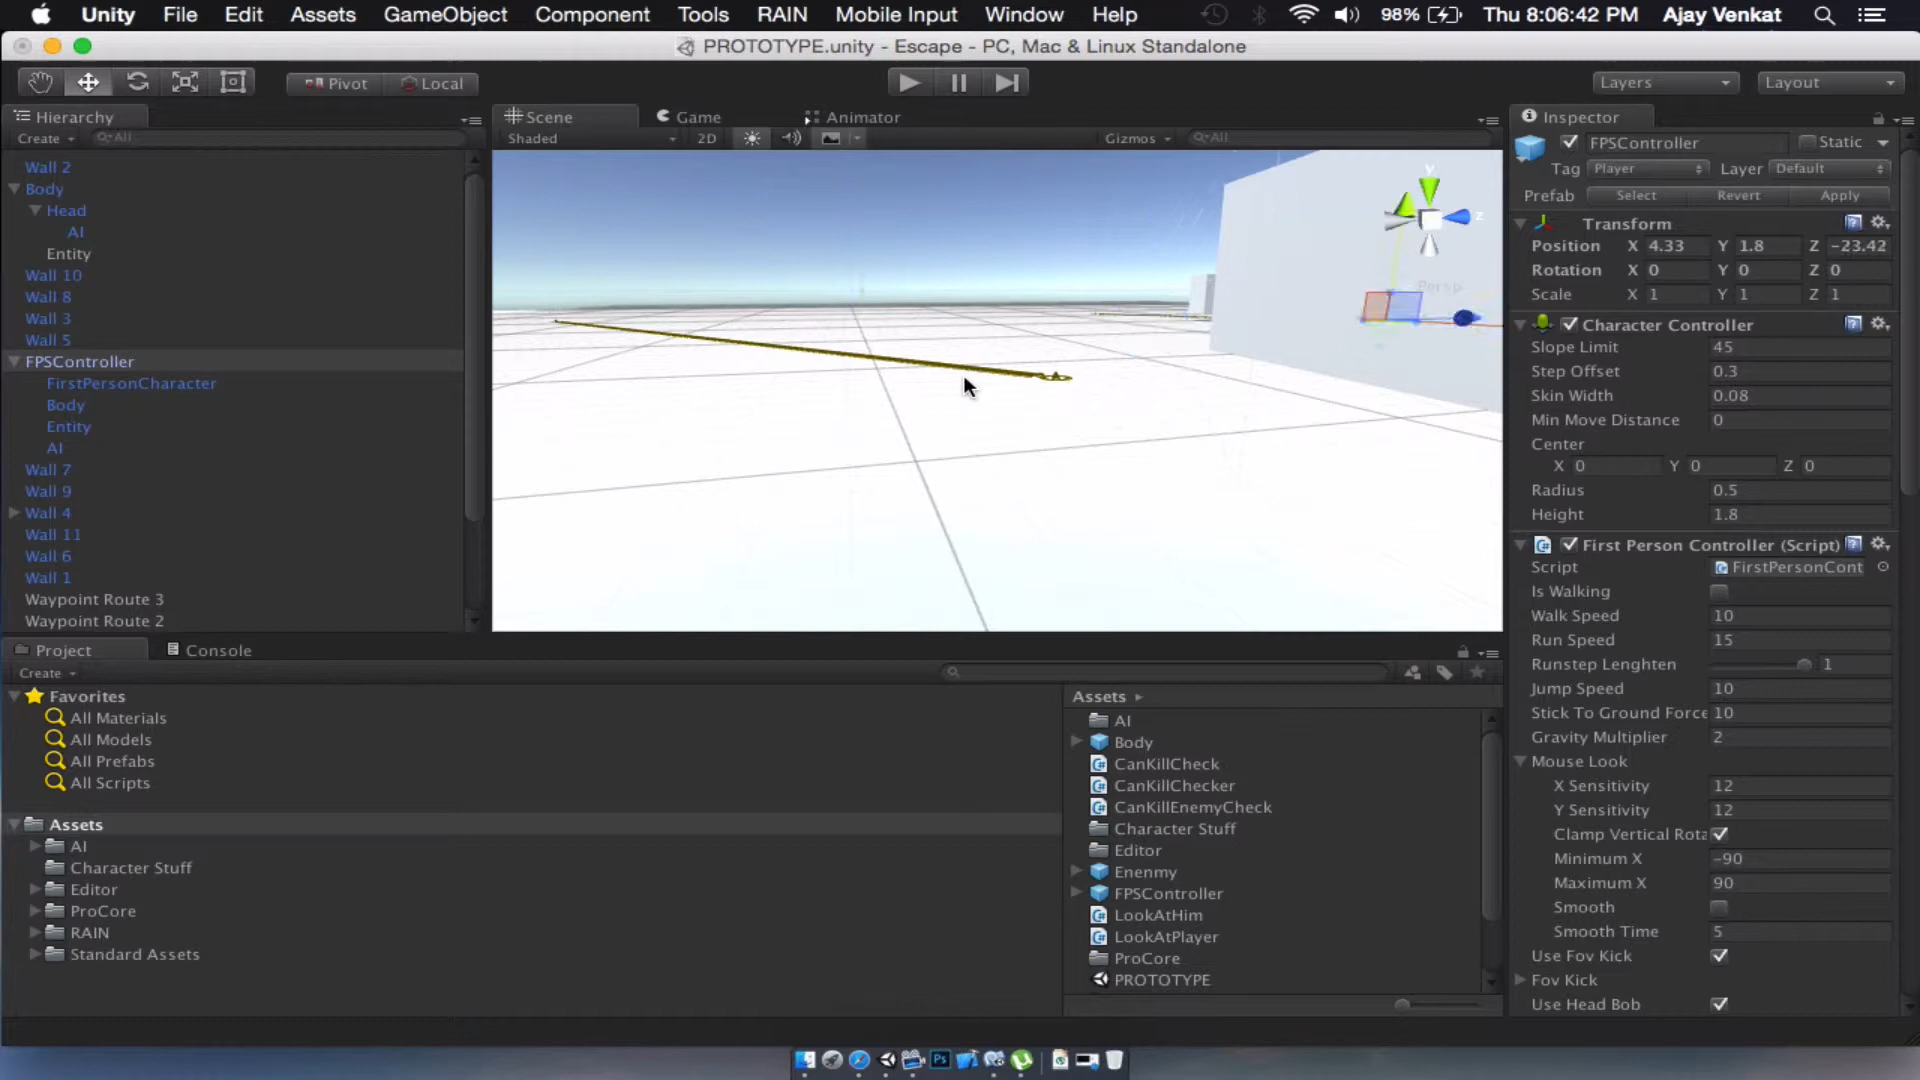 Unity File Edit Assets GameObject Component Tools RAIN Mobile Input Window Help 98% Thu 8:06:42 PM Ajay Venkat
PROTOTYPE.unity - Escape - PC, Mac & Linux Standalone
Pivot Local Layers Layout
Hierarchy
Create All
Wall 2
Body
Head
AI
Entity
Wall 10
Wall 8
Wall 3
Wall 5
FPSController
FirstPersonCharacter
Body
Entity
AI
Wall 7
Wall 9
Wall 4
Wall 11
Wall 6
Wall 1
Waypoint Route 3
Waypoint Route 2
Scene Game Animator
Shaded 2D Gizmos All
y
z
Persp
Inspector
FPSController Static
Tag Player Layer Default
Prefab Select Revert Apply
Transform
Position X 4.33 Y 1.8 Z -23.42
Rotation X 0 Y 0 Z 0
Scale X 1 Y 1 Z 1
Character Controller
Slope Limit 45
Step Offset 0.3
Skin Width 0.08
Min Move Distance 0
Center
X 0 Y 0 Z 0
Radius 0.5
Height 1.8
First Person Controller (Script)
Script FirstPersonCont
Is Walking
Walk Speed 10
Run Speed 15
Runstep Lenghten 1
Jump Speed 10
Stick To Ground Force 10
Gravity Multiplier 2
Mouse Look
X Sensitivity 12
Y Sensitivity 12
Clamp Vertical Rota
Minimum X -90
Maximum X 90
Smooth
Smooth Time 5
Use Fov Kick
Fov Kick
Use Head Bob
Project Console
Create
Favorites
All Materials
All Models
All Prefabs
All Scripts
Assets
AI
Character Stuff
Editor
ProCore
RAIN
Standard Assets
Assets
AI
Body
CanKillCheck
CanKillChecker
CanKillEnemyCheck
Character Stuff
Editor
Enenmy
FPSController
LookAtHim
LookAtPlayer
ProCore
PROTOTYPE
Ps